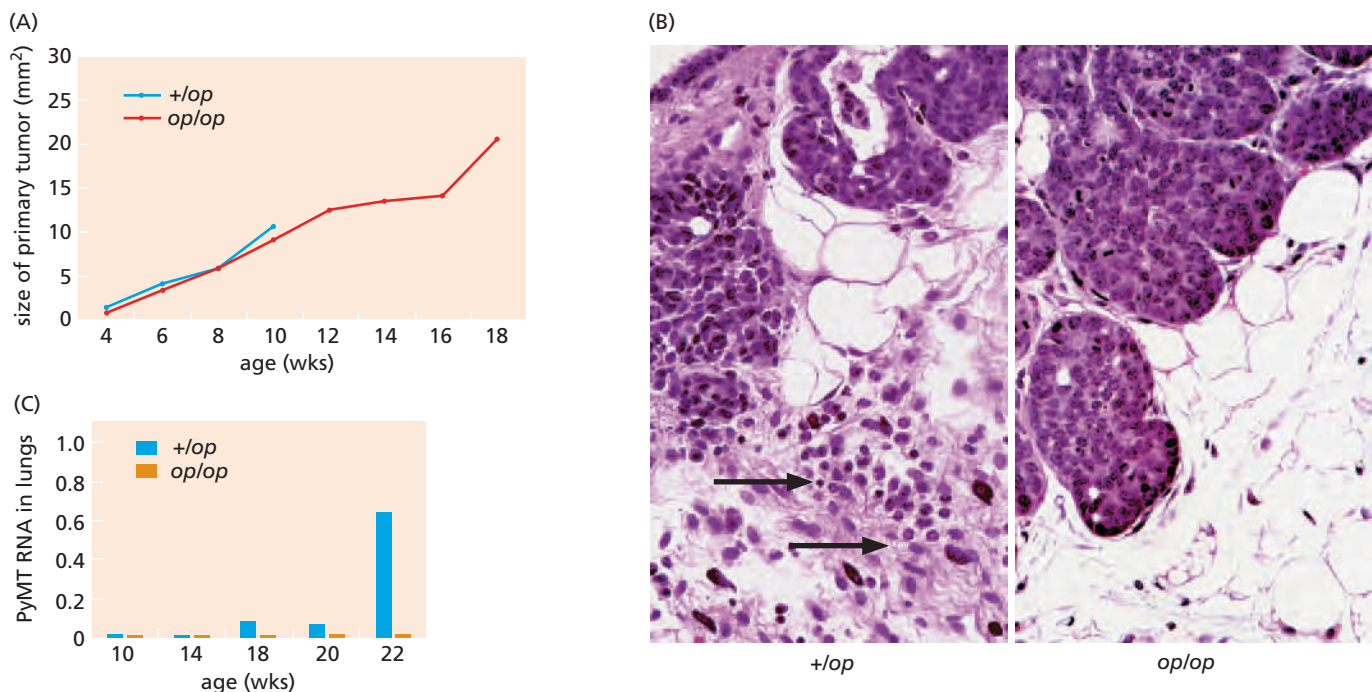 (A)
size of primary tumor (mm²)
30
25
20
15
10
5
0
+/op
op/op
4 6 8 10 12 14 16 18
age (wks)
(B)
+/op
op/op
(C)
PyMT RNA in lungs
1.0
0.8
0.6
0.4
0.2
0
+/op
op/op
10 14 18 20 22
age (wks)